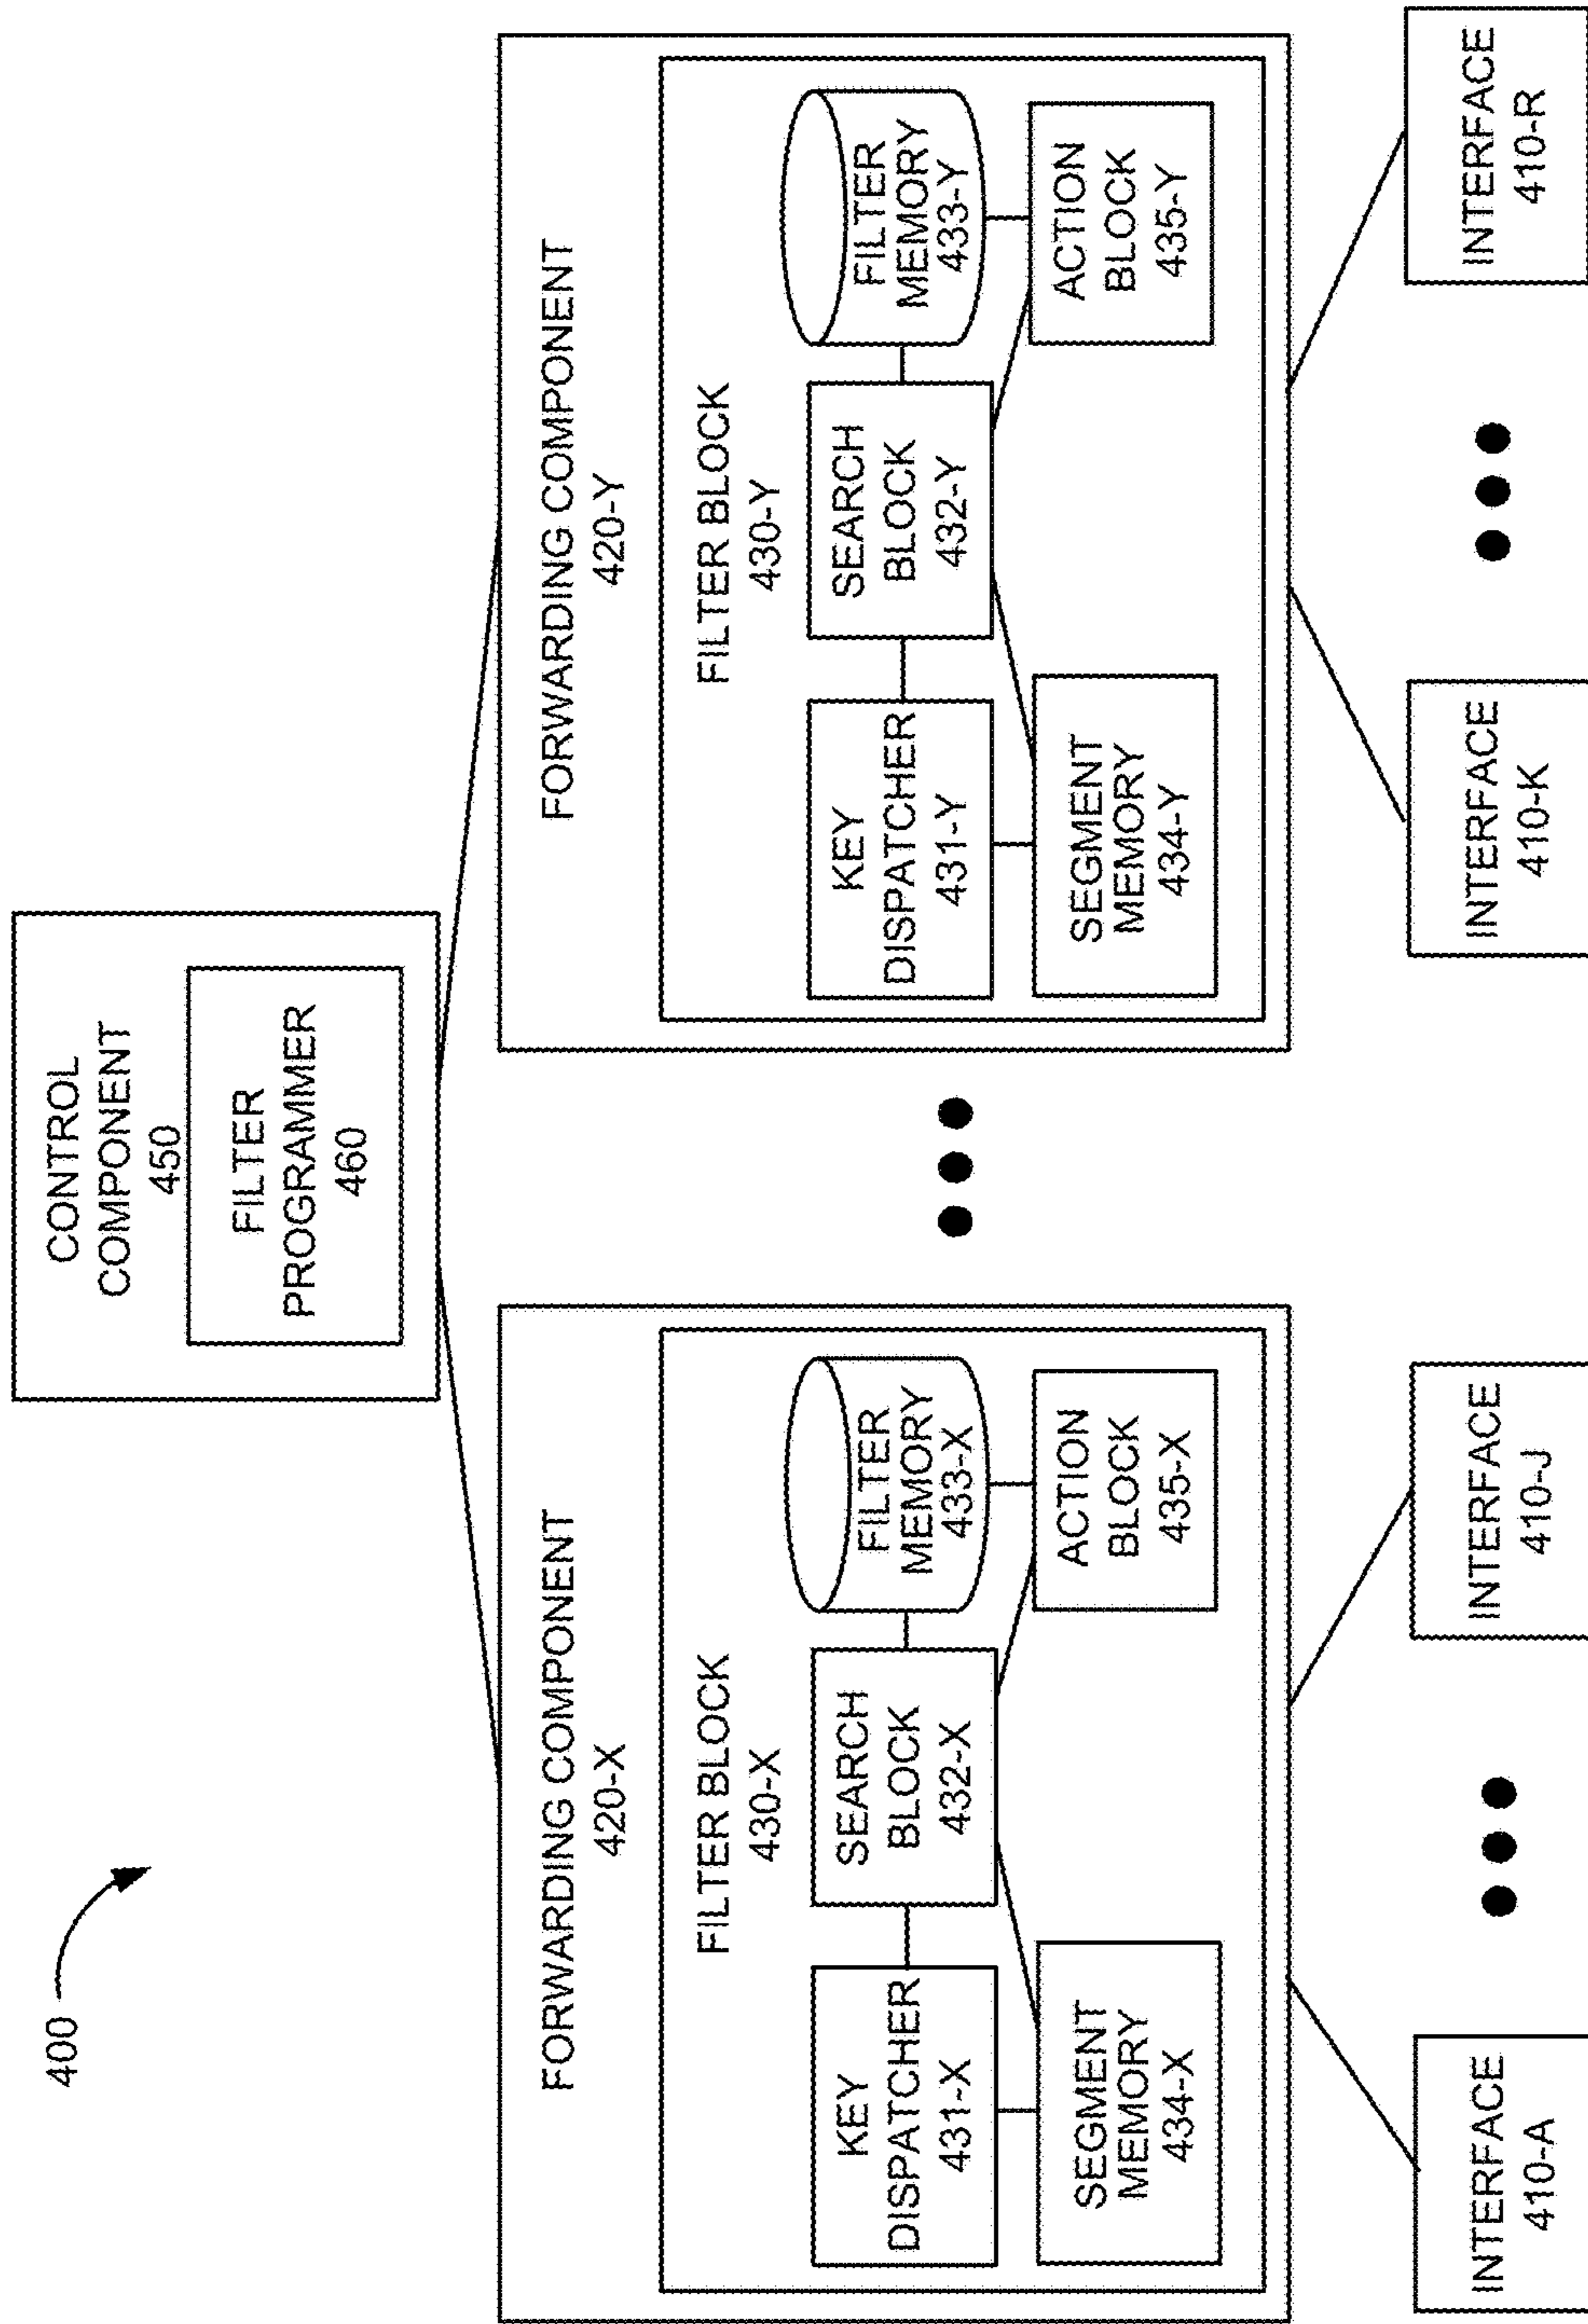 400
CONTROL
COMPONENT
450
FILTER
PROGRAMMER
460
FORWARDING COMPONENT
420-X
FILTER BLOCK
430-X
KEY
DISPATCHER
431-X
SEARCH
BLOCK
432-X
FILTER
MEMORY
433-X
SEGMENT
MEMORY
434-X
ACTION
BLOCK
435-X
FORWARDING COMPONENT
420-Y
FILTER BLOCK
430-Y
KEY
DISPATCHER
431-Y
SEARCH
BLOCK
432-Y
FILTER
MEMORY
433-Y
SEGMENT
MEMORY
434-Y
ACTION
BLOCK
435-Y
INTERFACE
410-A
INTERFACE
410-J
INTERFACE
410-K
INTERFACE
410-R